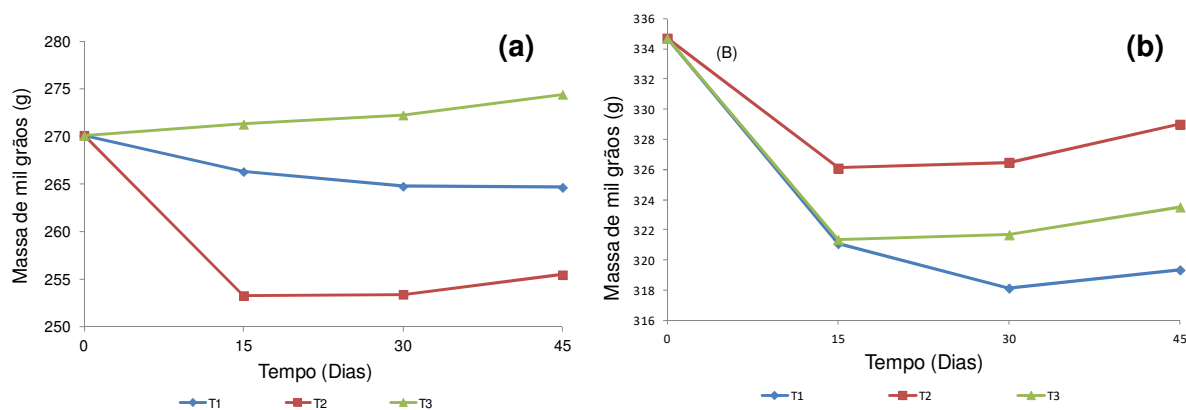 (a)
Massa de mil grãos (g)
280
275
270
265
260
255
250
0
15
30
45
Tempo (Dias)
T1
T2
T3
(b)
(B)
Massa de mil grãos (g)
336
334
332
330
328
326
324
322
320
318
316
0
15
30
45
Tempo (Dias)
T1
T2
T3